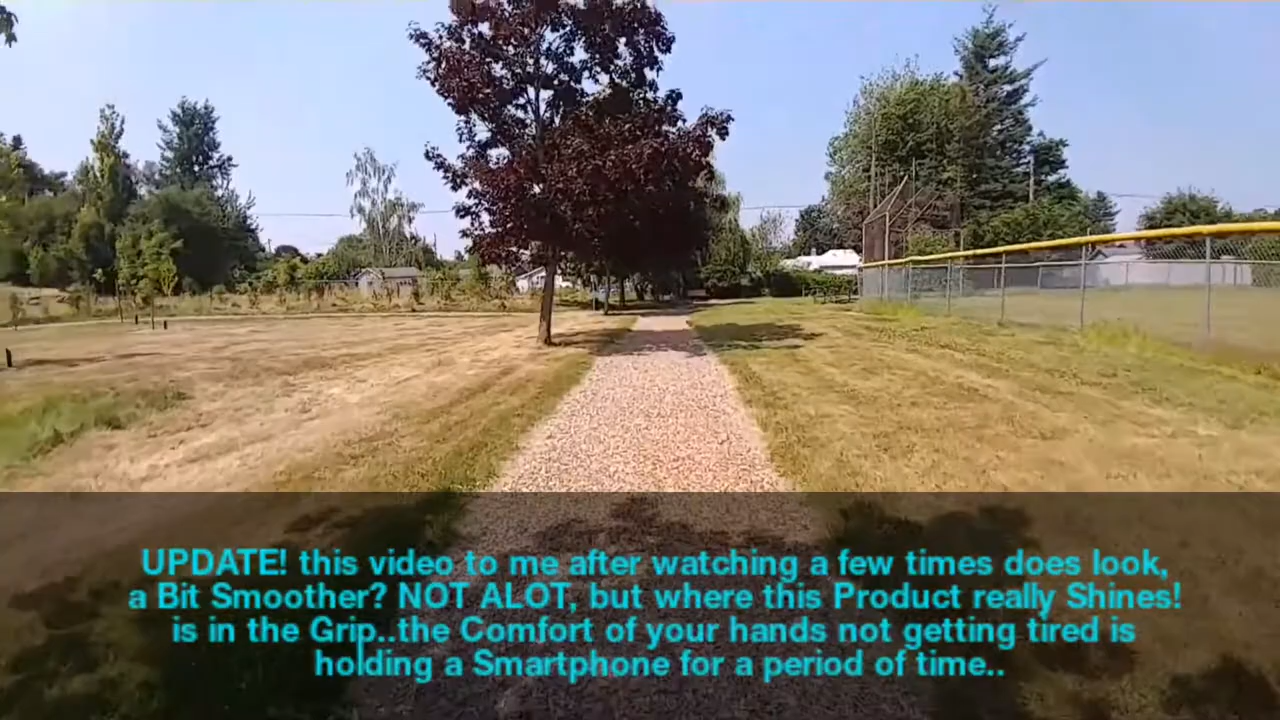 UPDATE! this video to me after watching a few times does look,
a Bit Smoother? NOT ALOT, but where this Product really Shines!
is in the Grip..the Comfort of your hands not getting tired is
holding a Smartphone for a period of time..